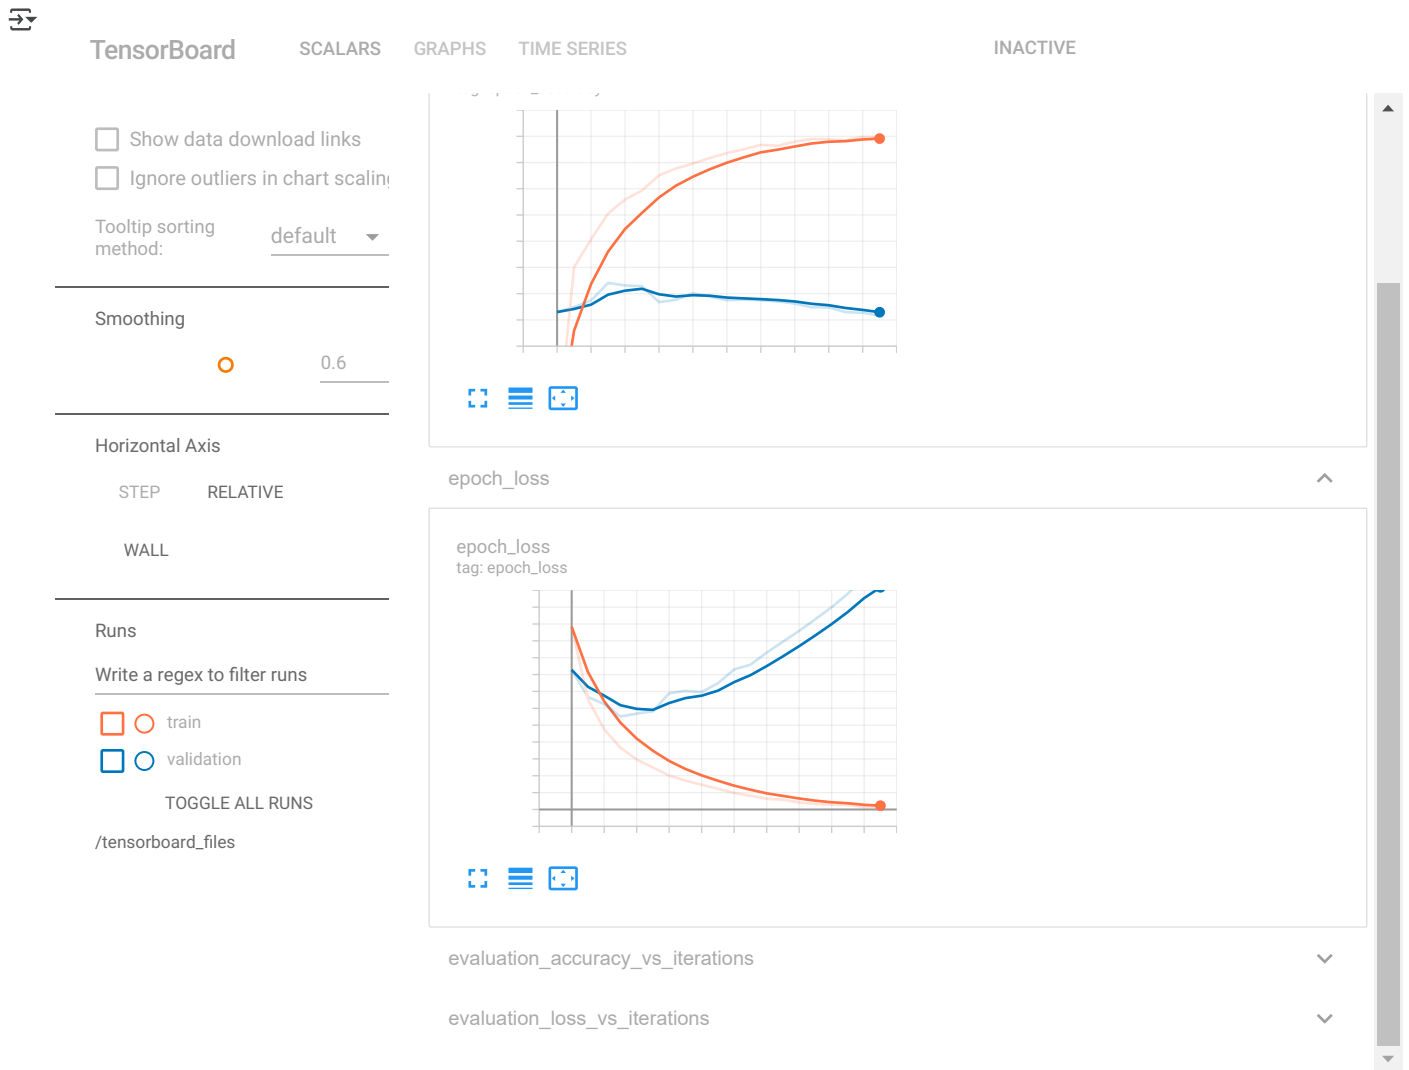 TensorBoard
SCALARS
GRAPHS
TIME SERIES
INACTIVE
Show data download links
Ignore outliers in chart scaling
Tooltip sorting
method:
default
Smoothing
0.6
Horizontal Axis
STEP
RELATIVE
WALL
Runs
Write a regex to filter runs
train
validation
TOGGLE ALL RUNS
/tensorboard_files
epoch_loss
epoch_loss
tag: epoch_loss
evaluation_accuracy_vs_iterations
evaluation_loss_vs_iterations